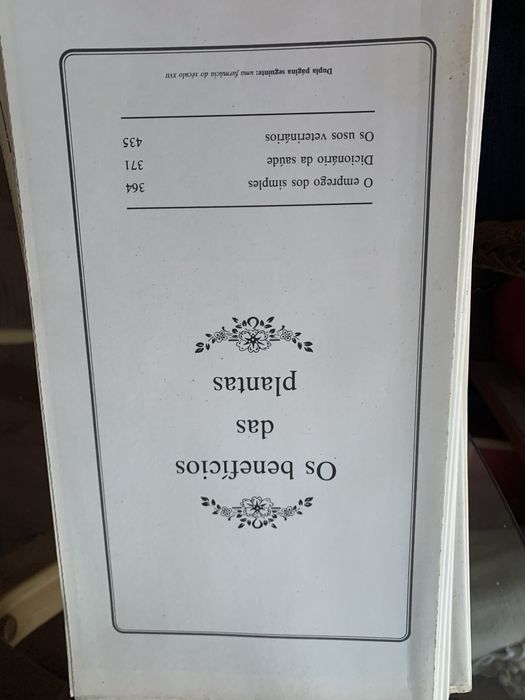 Os benefícios
das
plantas
O emprego dos simples 364
Dicionário da saúde 371
Os usos veterinários 435
Dupla página seguinte: uma farmácia do século XVII